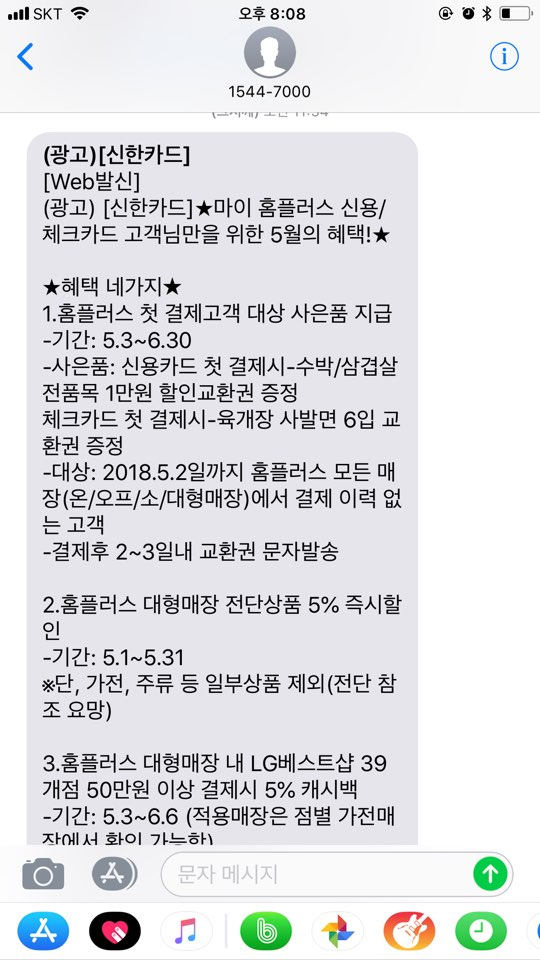 SKT
오후 8:08
1544-7000
(광고)[신한카드]
[Web발신]
(광고) [신한카드]★마이 홈플러스 신용/
체크카드 고객님만을 위한 5월의 혜택!★
★혜택 네가지★
1.홈플러스 첫 결제고객 대상 사은품 지급
-기간: 5.3~6.30
-사은품: 신용카드 첫 결제시-수박/삼겹살
전품목 1만원 할인교환권 증정
체크카드 첫 결제시-육개장 사발면 6입 교
환권 증정
-대상: 2018.5.2일까지 홈플러스 모든 매
장(온/오프/소/대형매장)에서 결제 이력 없
는 고객
-결제후 2~3일내 교환권 문자발송
2.홈플러스 대형매장 전단상품 5% 즉시할
인
-기간: 5.1~5.31
※단, 가전, 주류 등 일부상품 제외(전단 참
조 요망)
3.홈플러스 대형매장 내 LG베스트샵 39
개점 50만원 이상 결제시 5% 캐시백
-기간: 5.3~6.6 (적용매장은 점별 가전매
장에서 확인 가능함)
문자 메시지